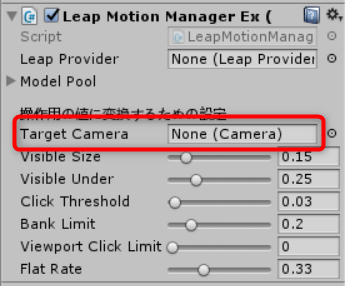 Leap Motion Manager Ex (
Script LeapMotionManag
Leap Provider None (Leap Provider
Model Pool
操作用の値に変換するための設定
Target Camera None (Camera)
Visible Size 0.15
Visible Under 0.25
Click Threshold 0.03
Bank Limit 0.2
Viewport Click Limit 0
Flat Rate 0.33